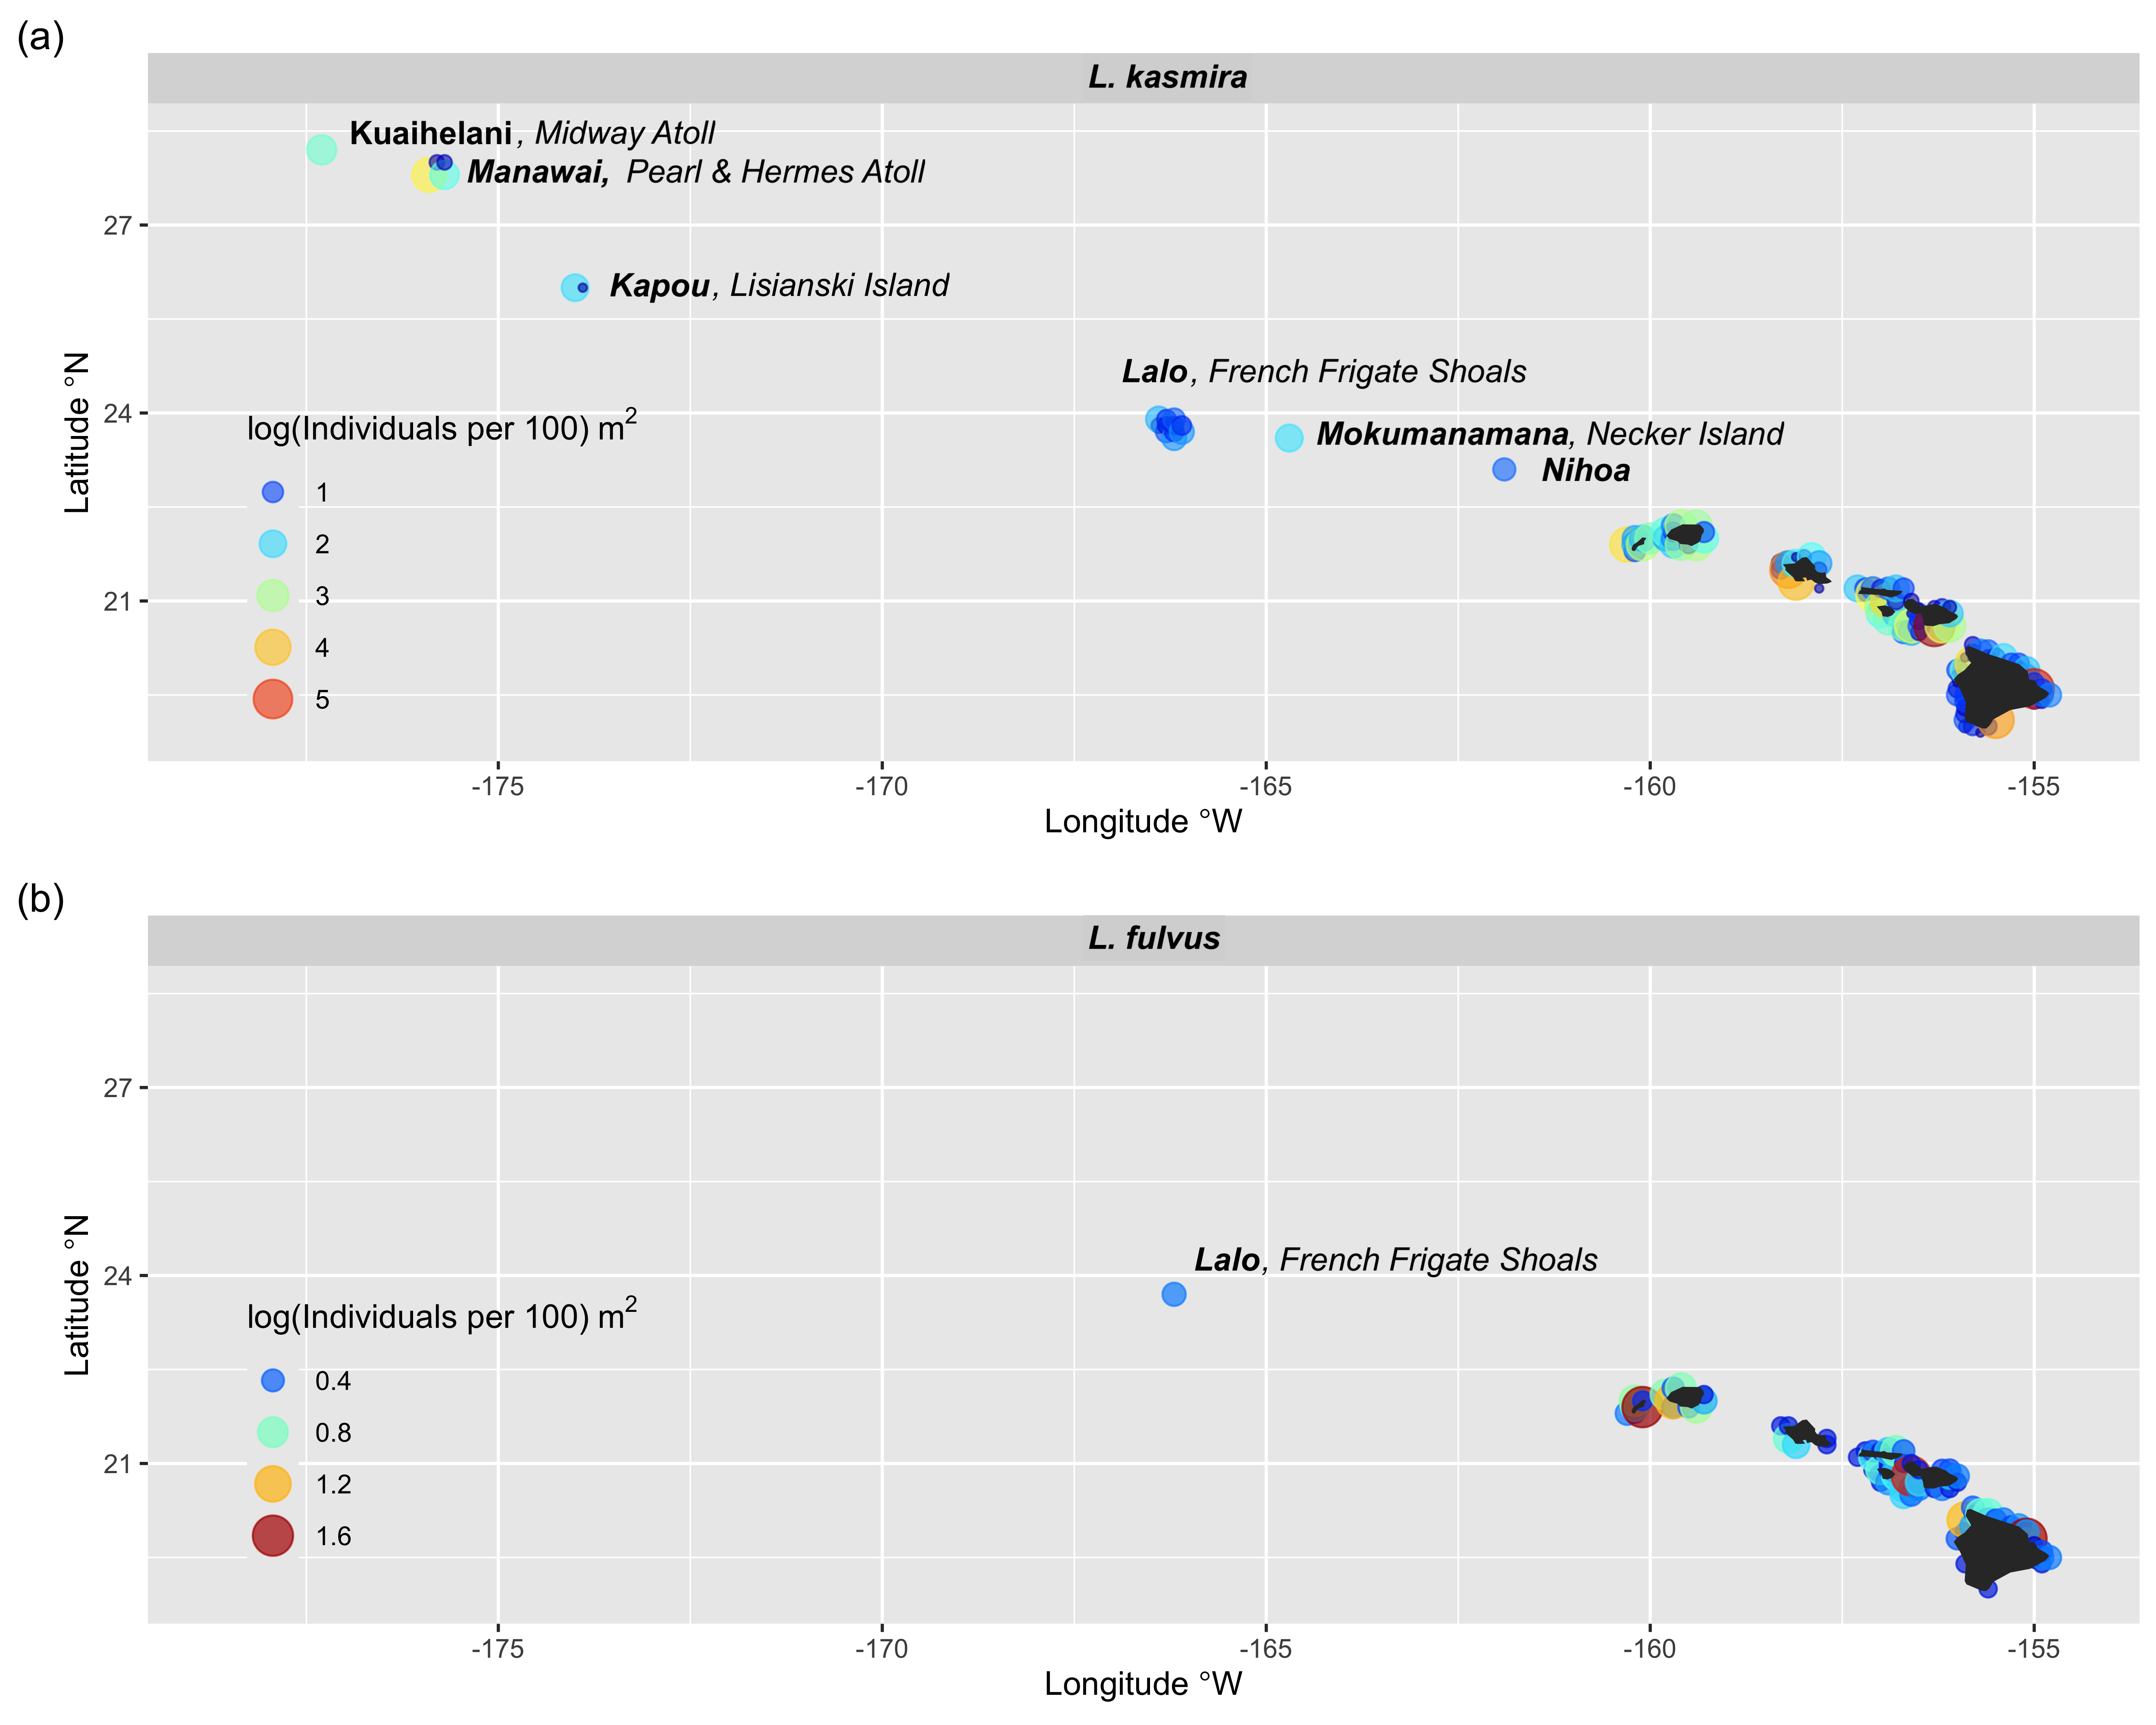 (a)
L. kasmira
Kuaihelani, Midway Atoll
Manawai, Pearl & Hermes Atoll
27
Kapou, Lisianski Island
Lalo, French Frigate Shoals
24
log(Individuals per 100) m²
Mokumanamana, Necker Island
Nihoa
1
2
3
4
5
21
Latitude °N
-175
-170
-165
-160
-155
Longitude °W
(b)
L. fulvus
27
Lalo, French Frigate Shoals
24
log(Individuals per 100) m²
0.4
0.8
1.2
1.6
21
Latitude °N
-175
-170
-165
-160
-155
Longitude °W